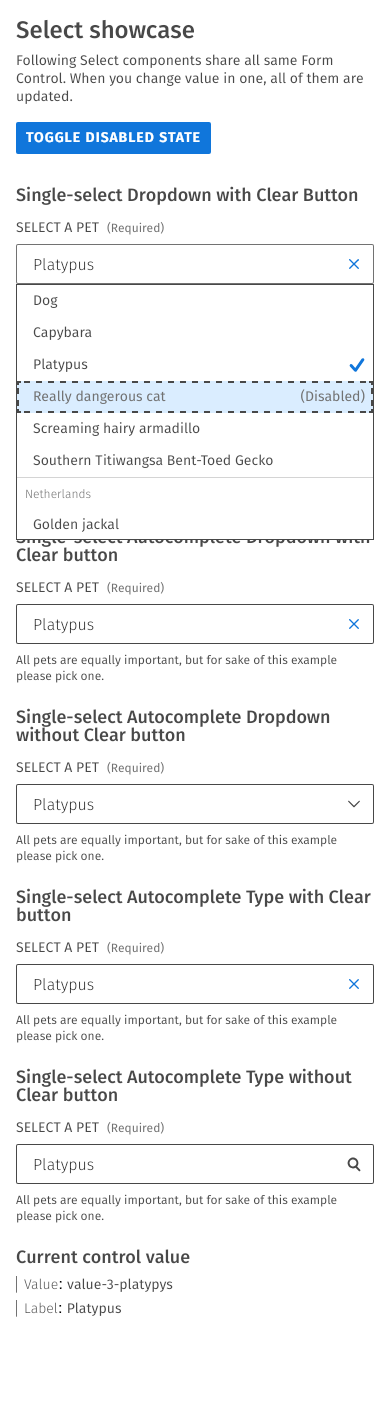 Select showcase
Following Select components share all same Form
Control. When you change value in one, all of them are
updated.
TOGGLE DISABLED STATE
Single-select Dropdown with Clear Button
SELECT A PET (Required)
Platypus
Dog
Capybara
Platypus
Really dangerous cat (Disabled)
Screaming hairy armadillo
Southern Titiwangsa Bent-Toed Gecko
Netherlands
Golden jackal
Single-select Autocomplete Dropdown with
Clear button
SELECT A PET (Required)
Platypus
All pets are equally important, but for sake of this example
please pick one.
Single-select Autocomplete Dropdown
without Clear button
SELECT A PET (Required)
Platypus
All pets are equally important, but for sake of this example
please pick one.
Single-select Autocomplete Type with Clear
button
SELECT A PET (Required)
Platypus
All pets are equally important, but for sake of this example
please pick one.
Single-select Autocomplete Type without
Clear button
SELECT A PET (Required)
Platypus
All pets are equally important, but for sake of this example
please pick one.
Current control value
Value: value-3-platypys
Label: Platypus